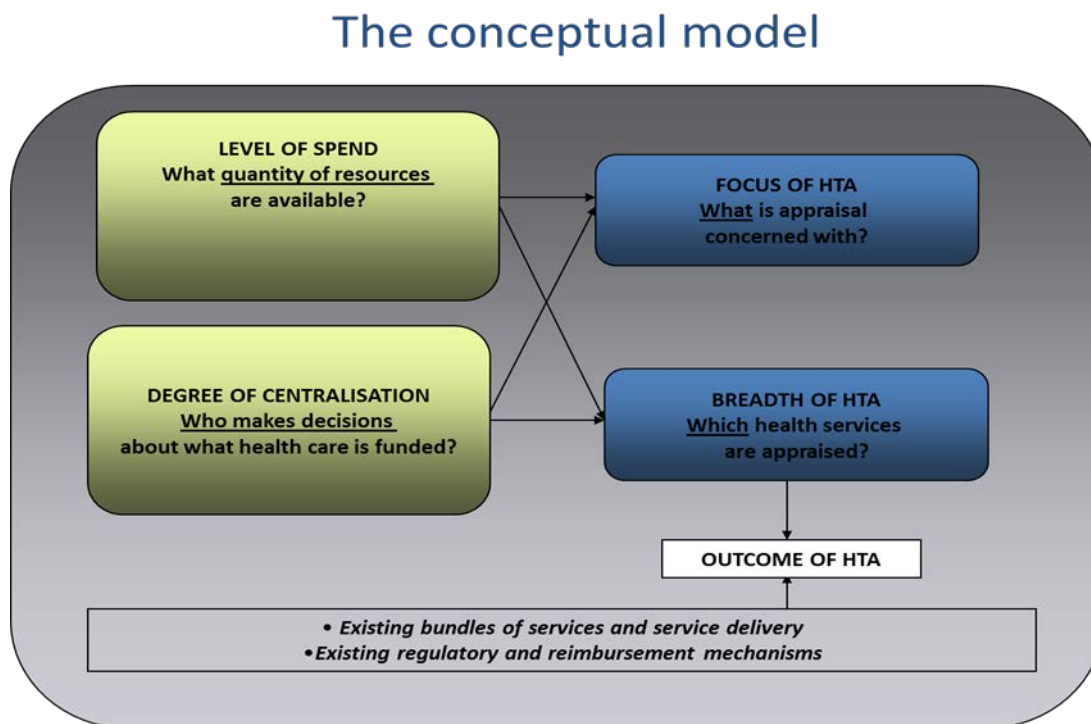 The conceptual model
LEVEL OF SPEND
What quantity of resources
are available?
FOCUS OF HTA
What is appraisal
concerned with?
DEGREE OF CENTRALISATION
Who makes decisions
about what health care is funded?
BREADTH OF HTA
Which health services
are appraised?
OUTCOME OF HTA
• Existing bundles of services and service delivery
•Existing regulatory and reimbursement mechanisms